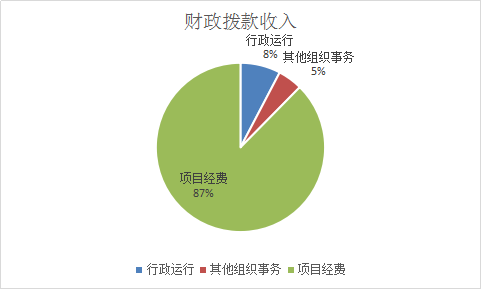 财政拨款收入
行政运行
8%
其他组织事务
5%
项目经费
87%
行政运行 其他组织事务 项目经费